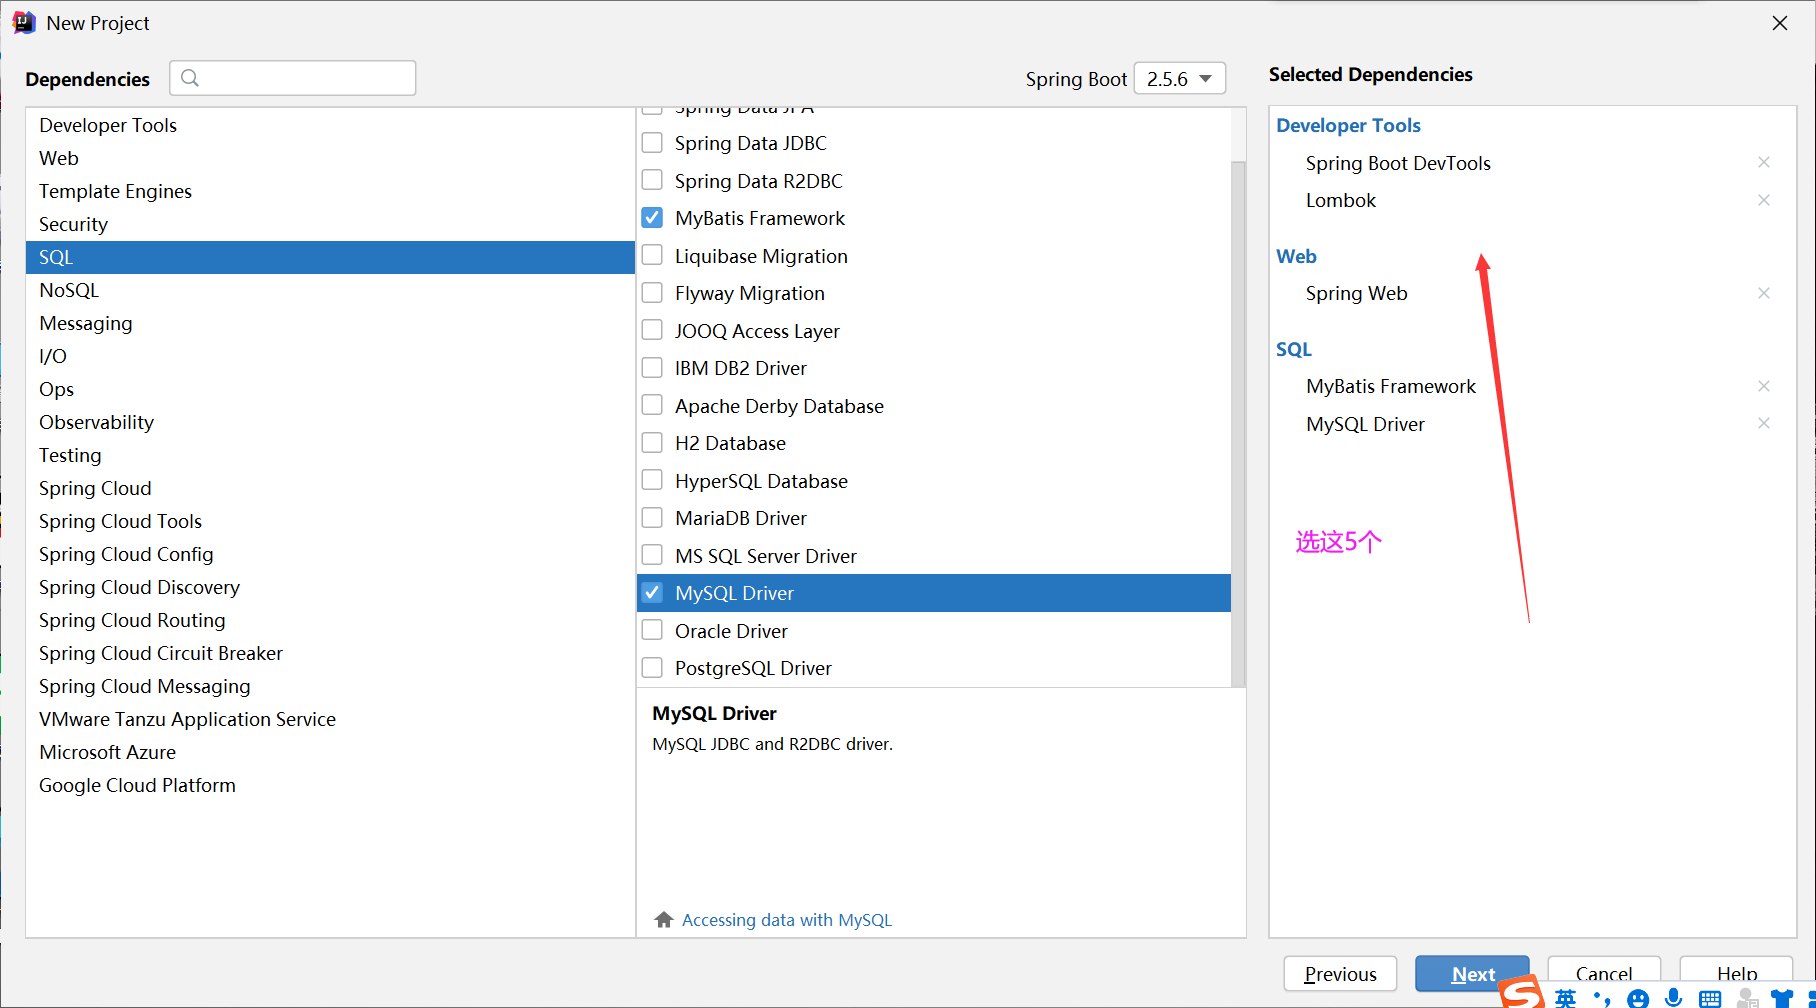 New Project
Dependencies
Spring Boot 2.5.6
Selected Dependencies
Developer Tools
Web
Template Engines
Security
SQL
NoSQL
Messaging
I/O
Ops
Observability
Testing
Spring Cloud
Spring Cloud Tools
Spring Cloud Config
Spring Cloud Discovery
Spring Cloud Routing
Spring Cloud Circuit Breaker
Spring Cloud Messaging
VMware Tanzu Application Service
Microsoft Azure
Google Cloud Platform
Spring Data JPA
Spring Data JDBC
Spring Data R2DBC
MyBatis Framework
Liquibase Migration
Flyway Migration
JOOQ Access Layer
IBM DB2 Driver
Apache Derby Database
H2 Database
HyperSQL Database
MariaDB Driver
MS SQL Server Driver
MySQL Driver
Oracle Driver
PostgreSQL Driver
MySQL Driver
MySQL JDBC and R2DBC driver.
Accessing data with MySQL
Developer Tools
Spring Boot DevTools
Lombok
Web
Spring Web
SQL
MyBatis Framework
MySQL Driver
选这5个
Previous
Next
Cancel
Help
英